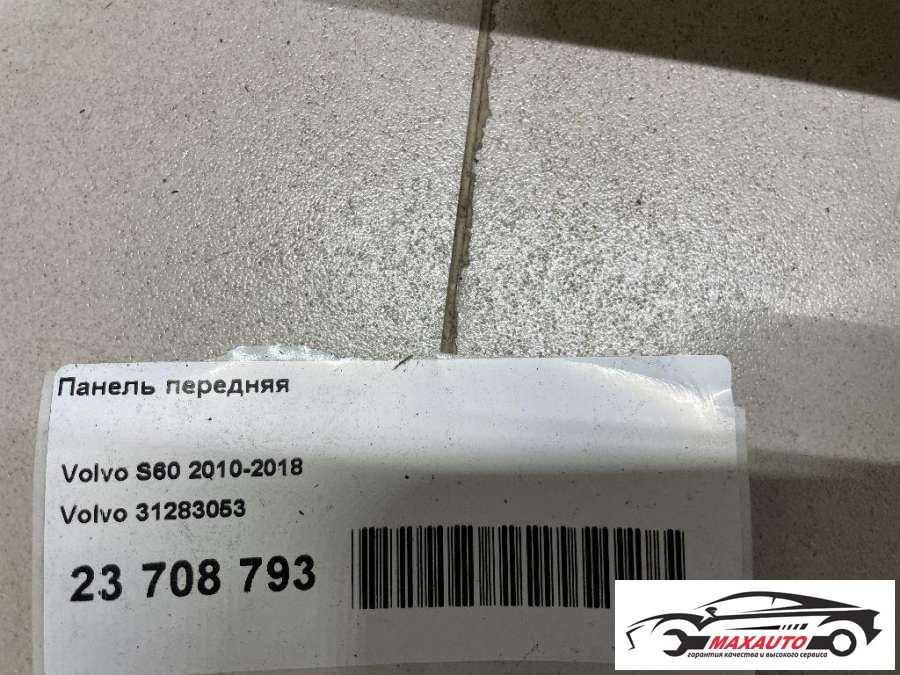 Панель передняя
Volvo S60 2010-2018
Volvo 31283053
23 708 793
MAXAUTO
гарантия качества и высокого сервиса